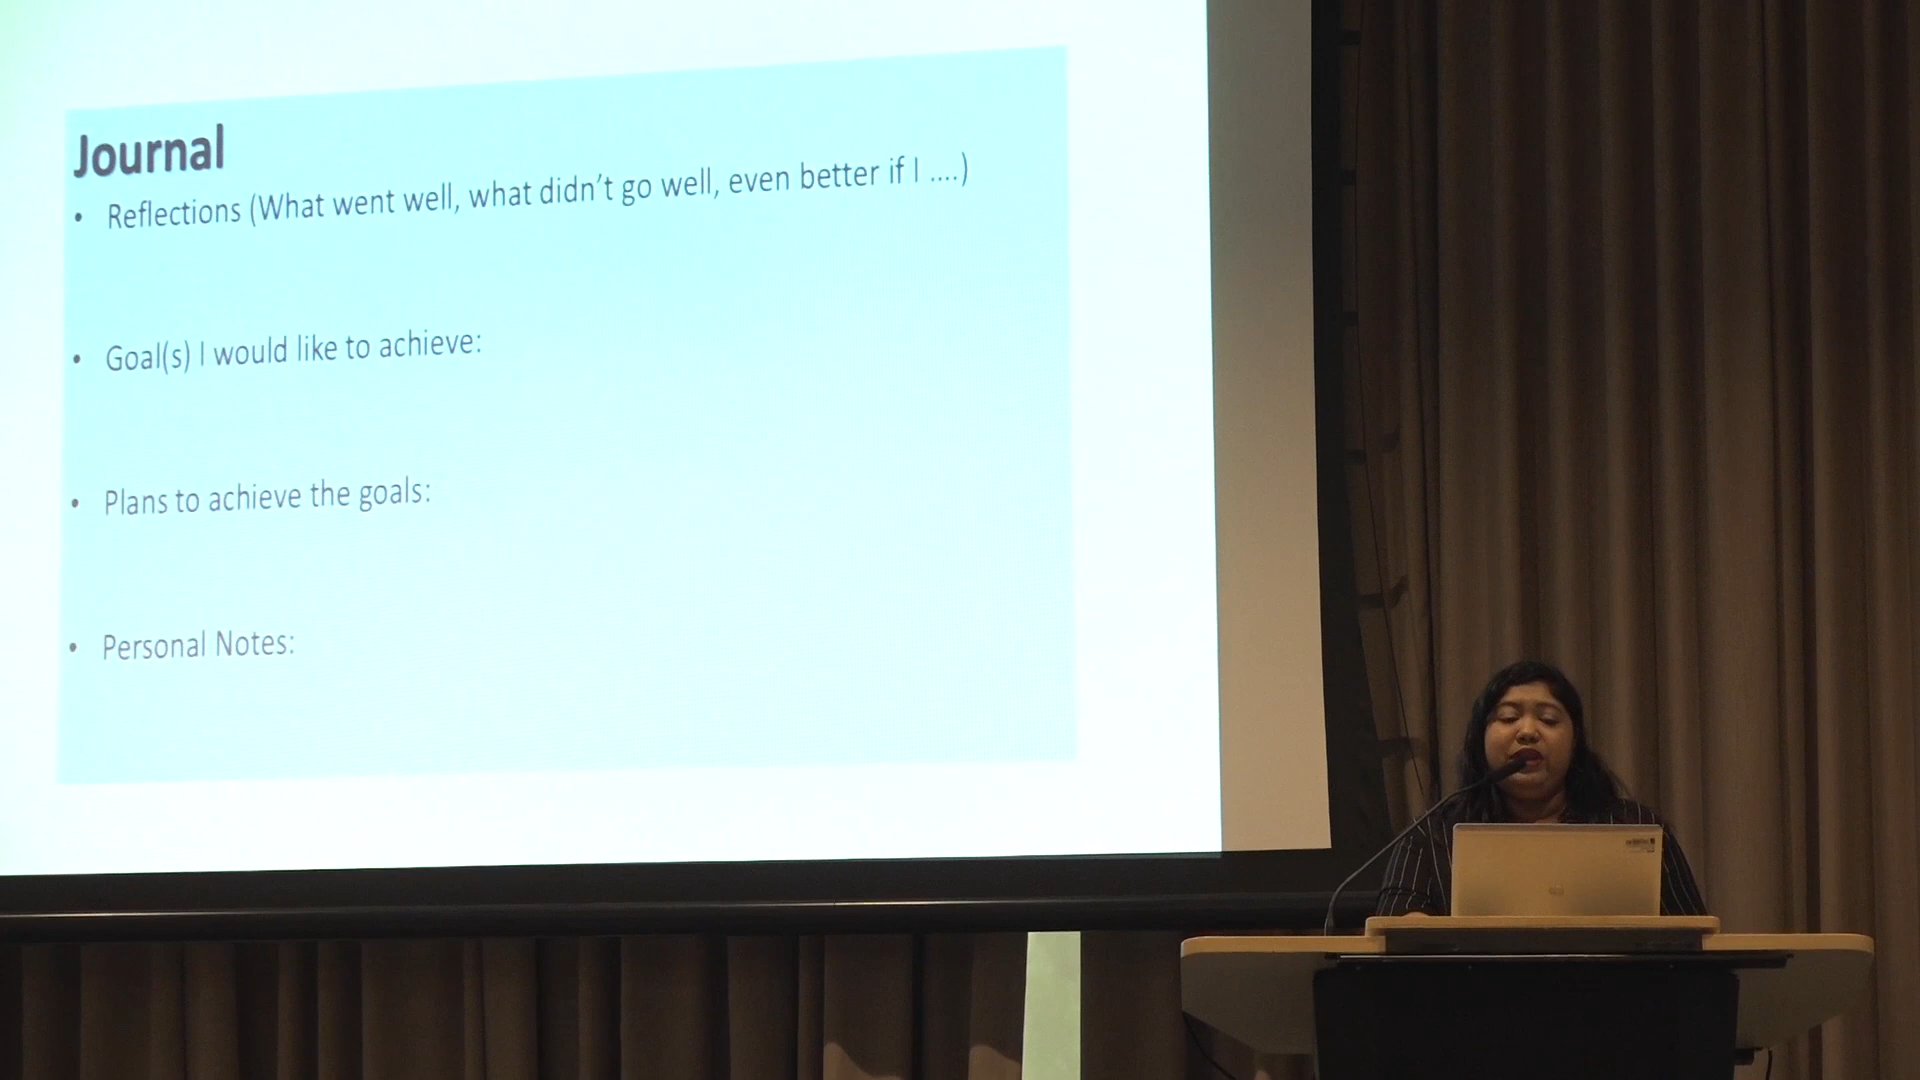 Journal
• Reflections (What went well, what didn't go well, even better if I ....)
• Goal(s) I would like to achieve:
• Plans to achieve the goals:
• Personal Notes: